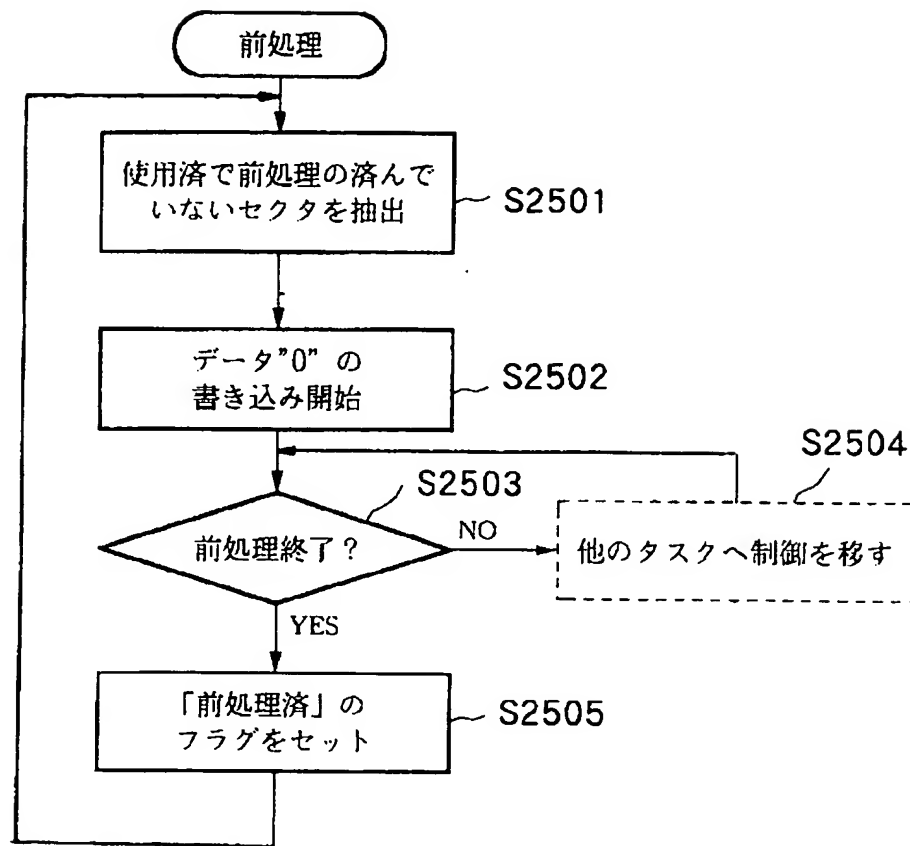 前処理
使用済で前処理の済んで
いないセクタを抽出
S2501
データ"0" の
書き込み開始
S2502
S2503
前処理終了？
NO
S2504
他のタスクへ制御を移す
YES
「前処理済」の
フラグをセット
S2505